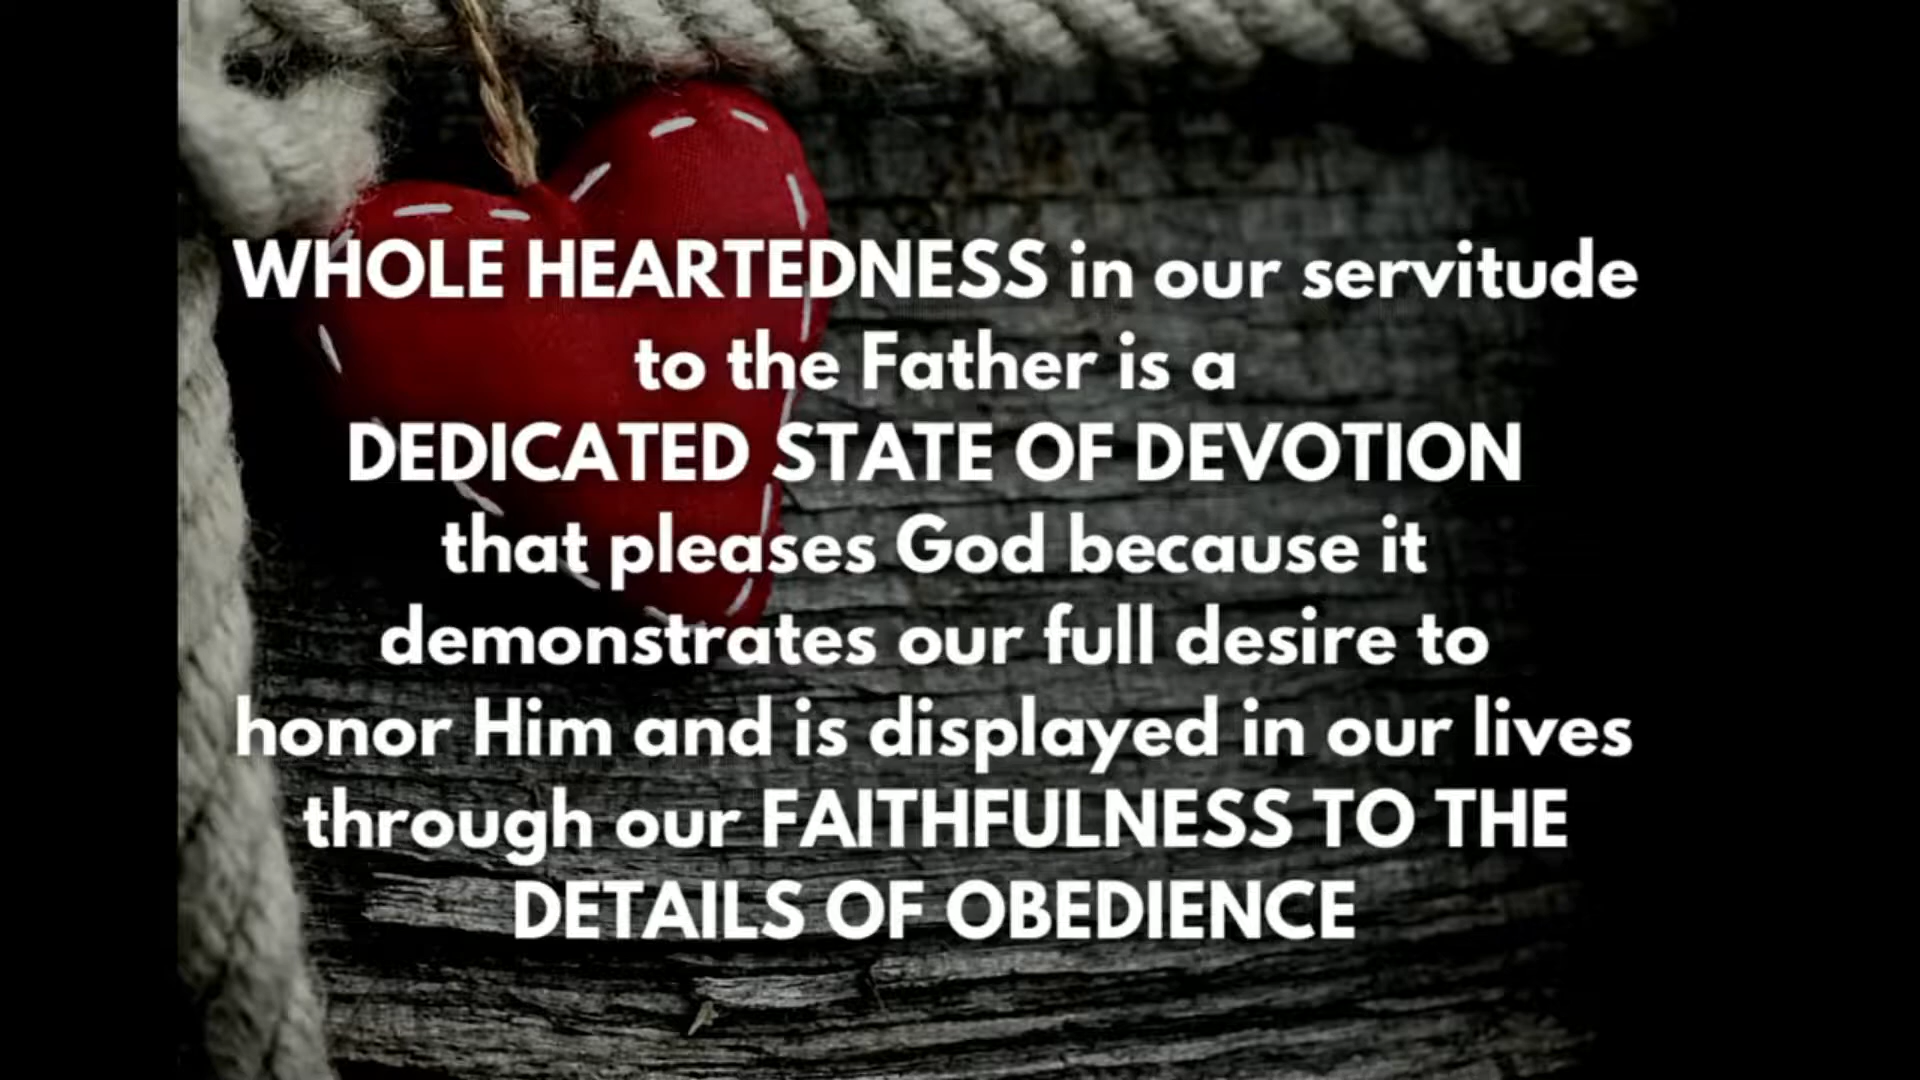 WHOLE HEARTEDNESS in our servitude
to the Father is a
DEDICATED STATE OF DEVOTION
that pleases God because it
demonstrates our full desire to
honor Him and is displayed in our lives
through our FAITHFULNESS TO THE
DETAILS OF OBEDIENCE